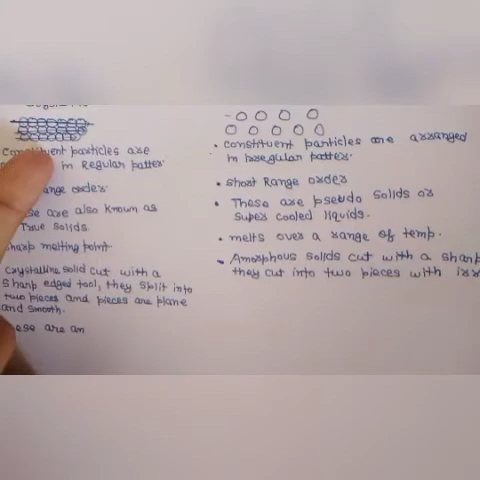 Constituent particles are
in Regular patter.
ange order.
se are also known as
True solids.
sharp melting point.
crystalline solid cut with a
sharp edged tool, they split into
two pieces and pieces are plane
and smooth.
ese are an
• constituent particles are arranged
in irregular patter.
• short Range order
• These are pseudo solids or
super cooled liquids.
• melts over a range of temp.
• Amorphous solids cut with a sharp
they cut into two pieces with irr